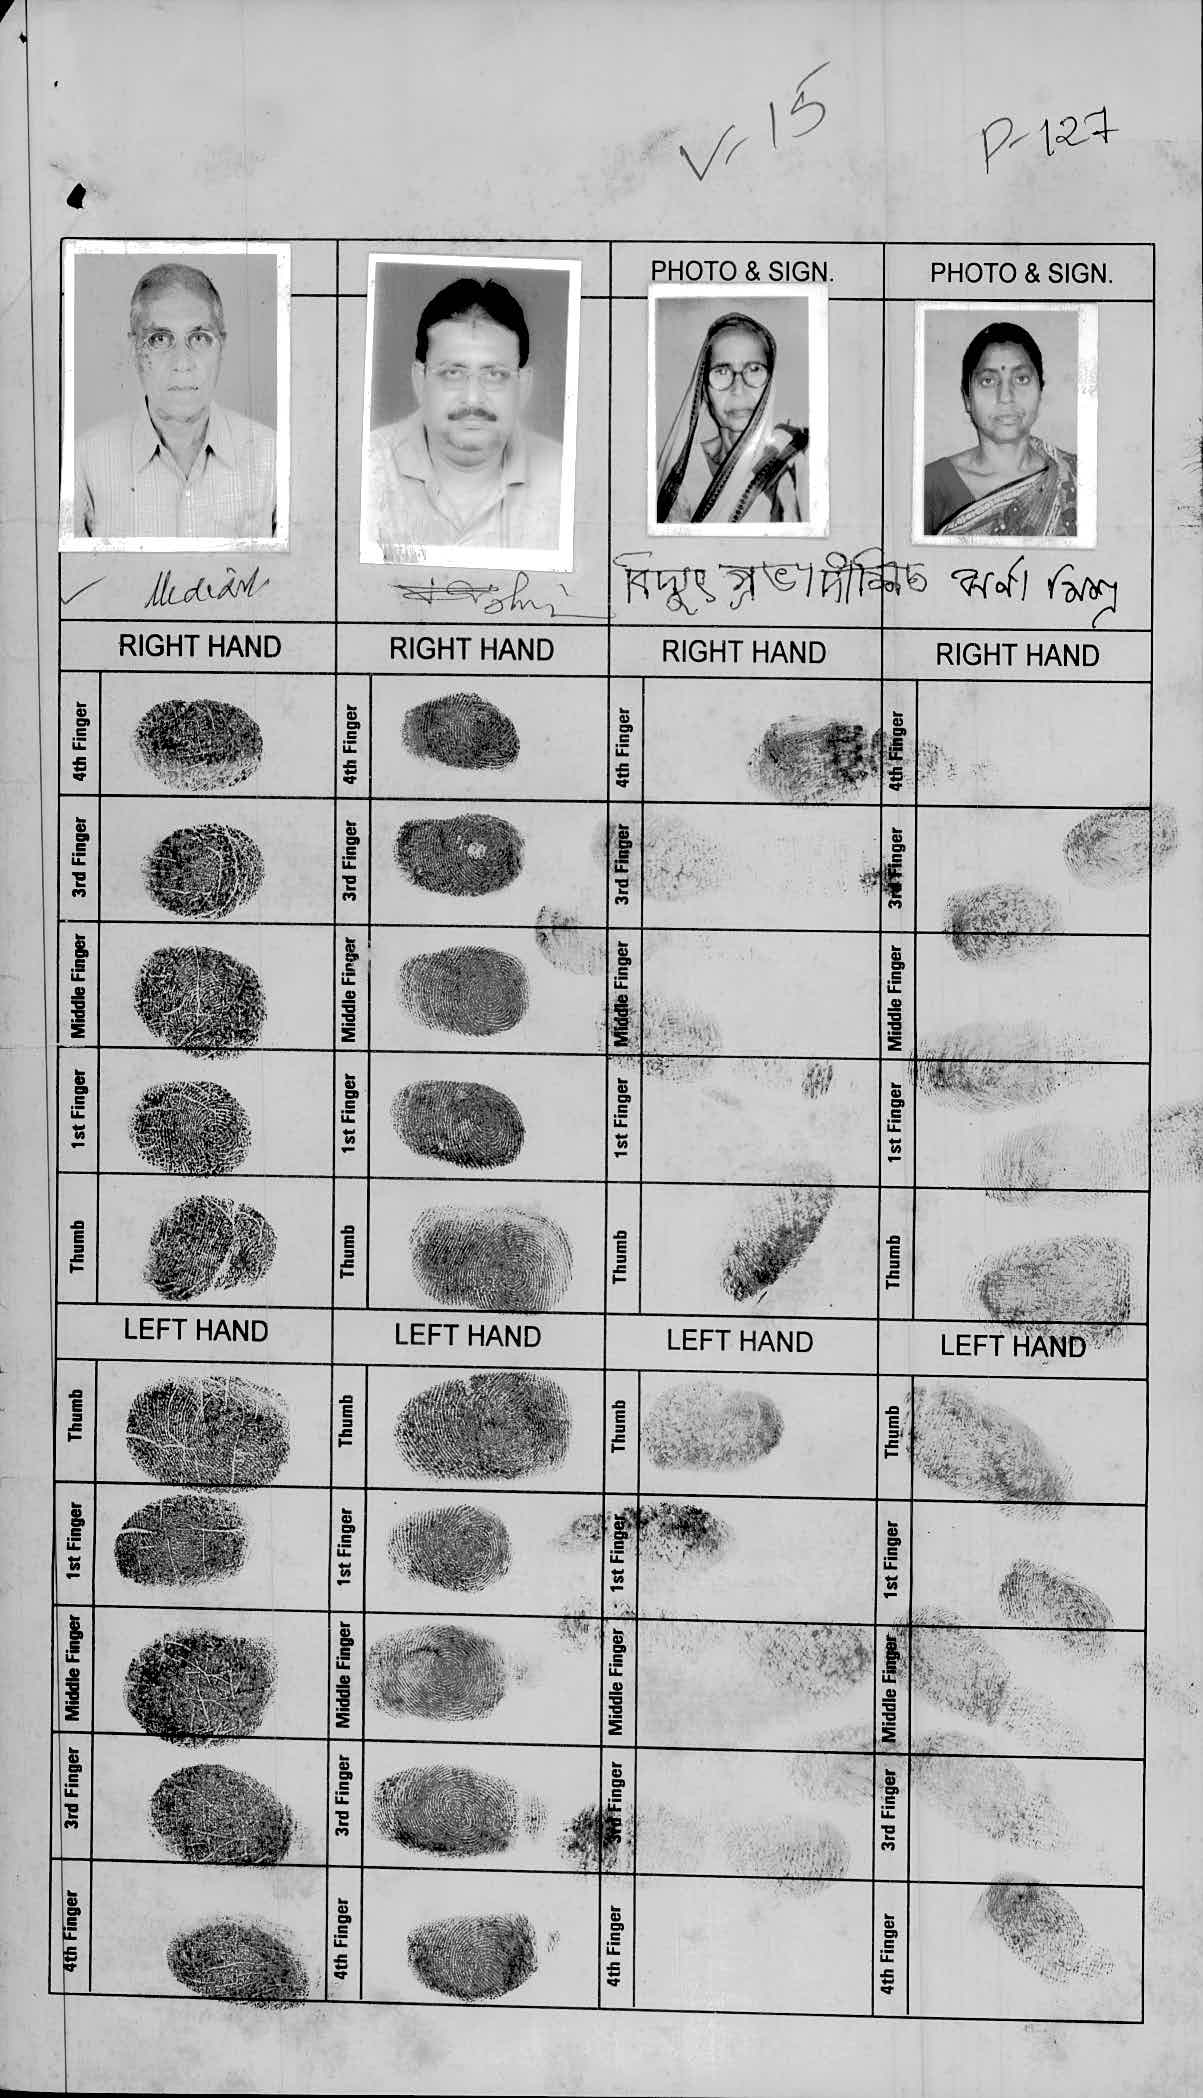 V-15 P-127
PHOTO & SIGN. PHOTO & SIGN.
বিদ্যুৎ প্রভা দীক্ষিত ঝর্ণা মিশ্র
RIGHT HAND RIGHT HAND RIGHT HAND RIGHT HAND
4th Finger 4th Finger 4th Finger 4th Finger
3rd Finger 3rd Finger 3rd Finger 3rd Finger
Middle Finger Middle Finger Middle Finger Middle Finger
1st Finger 1st Finger 1st Finger 1st Finger
Thumb Thumb Thumb Thumb
LEFT HAND LEFT HAND LEFT HAND LEFT HAND
Thumb Thumb Thumb Thumb
1st Finger 1st Finger 1st Finger 1st Finger
Middle Finger Middle Finger Middle Finger Middle Finger
3rd Finger 3rd Finger 3rd Finger 3rd Finger
4th Finger 4th Finger 4th Finger 4th Finger